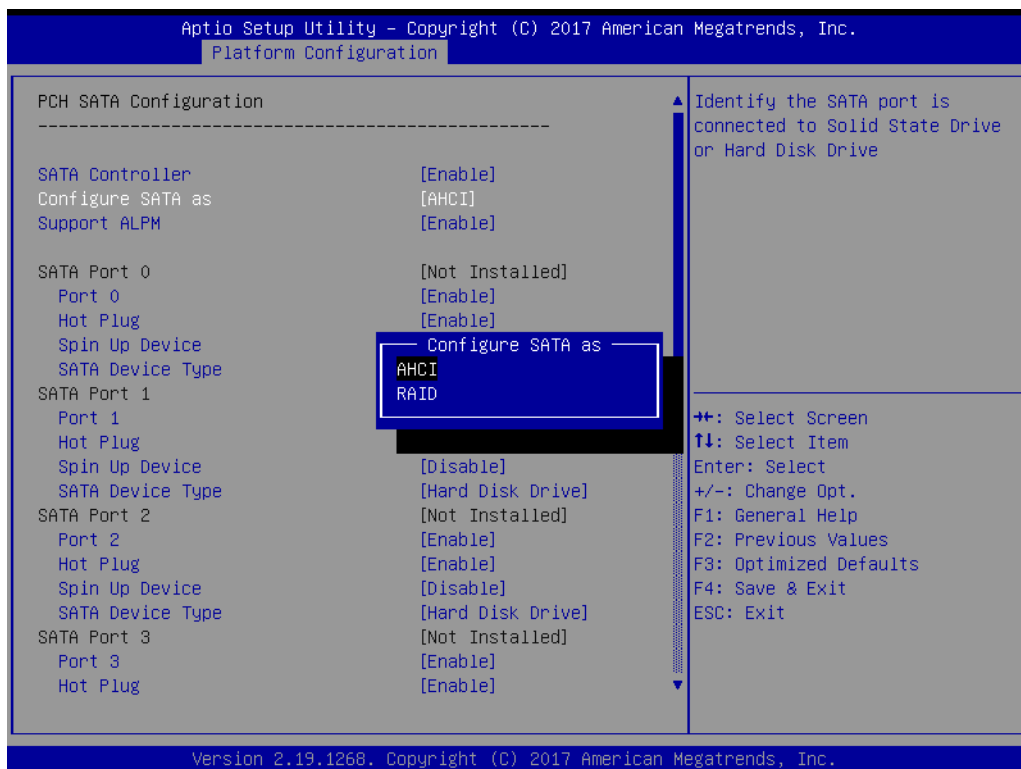 Aptio Setup Utility – Copyright (C) 2017 American Megatrends, Inc.
Platform Configuration
PCH SATA Configuration
--------------------------------------------------
SATA Controller [Enable]
Configure SATA as [AHCI]
Support ALPM [Enable]
SATA Port 0 [Not Installed]
Port 0 [Enable]
Hot Plug [Enable]
Spin Up Device
SATA Device Type
SATA Port 1
Port 1
Hot Plug
Spin Up Device [Disable]
SATA Device Type [Hard Disk Drive]
SATA Port 2 [Not Installed]
Port 2 [Enable]
Hot Plug [Enable]
Spin Up Device [Disable]
SATA Device Type [Hard Disk Drive]
SATA Port 3 [Not Installed]
Port 3 [Enable]
Hot Plug [Enable]
Configure SATA as
AHCI
RAID
Identify the SATA port is
connected to Solid State Drive
or Hard Disk Drive
→←: Select Screen
↑↓: Select Item
Enter: Select
+/-: Change Opt.
F1: General Help
F2: Previous Values
F3: Optimized Defaults
F4: Save & Exit
ESC: Exit
Version 2.19.1268. Copyright (C) 2017 American Megatrends, Inc.